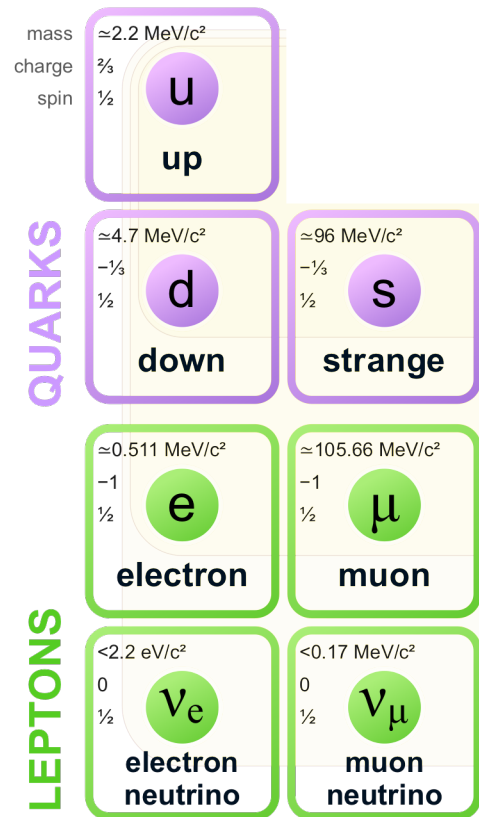 mass
charge
spin
≃2.2 MeV/c²
⅔
½
u
up
QUARKS
≃4.7 MeV/c²
−⅓
½
d
down
≃96 MeV/c²
−⅓
½
s
strange
LEPTONS
≃0.511 MeV/c²
−1
½
e
electron
≃105.66 MeV/c²
−1
½
μ
muon
<2.2 eV/c²
0
½
νe
electron
neutrino
<0.17 MeV/c²
0
½
νμ
muon
neutrino